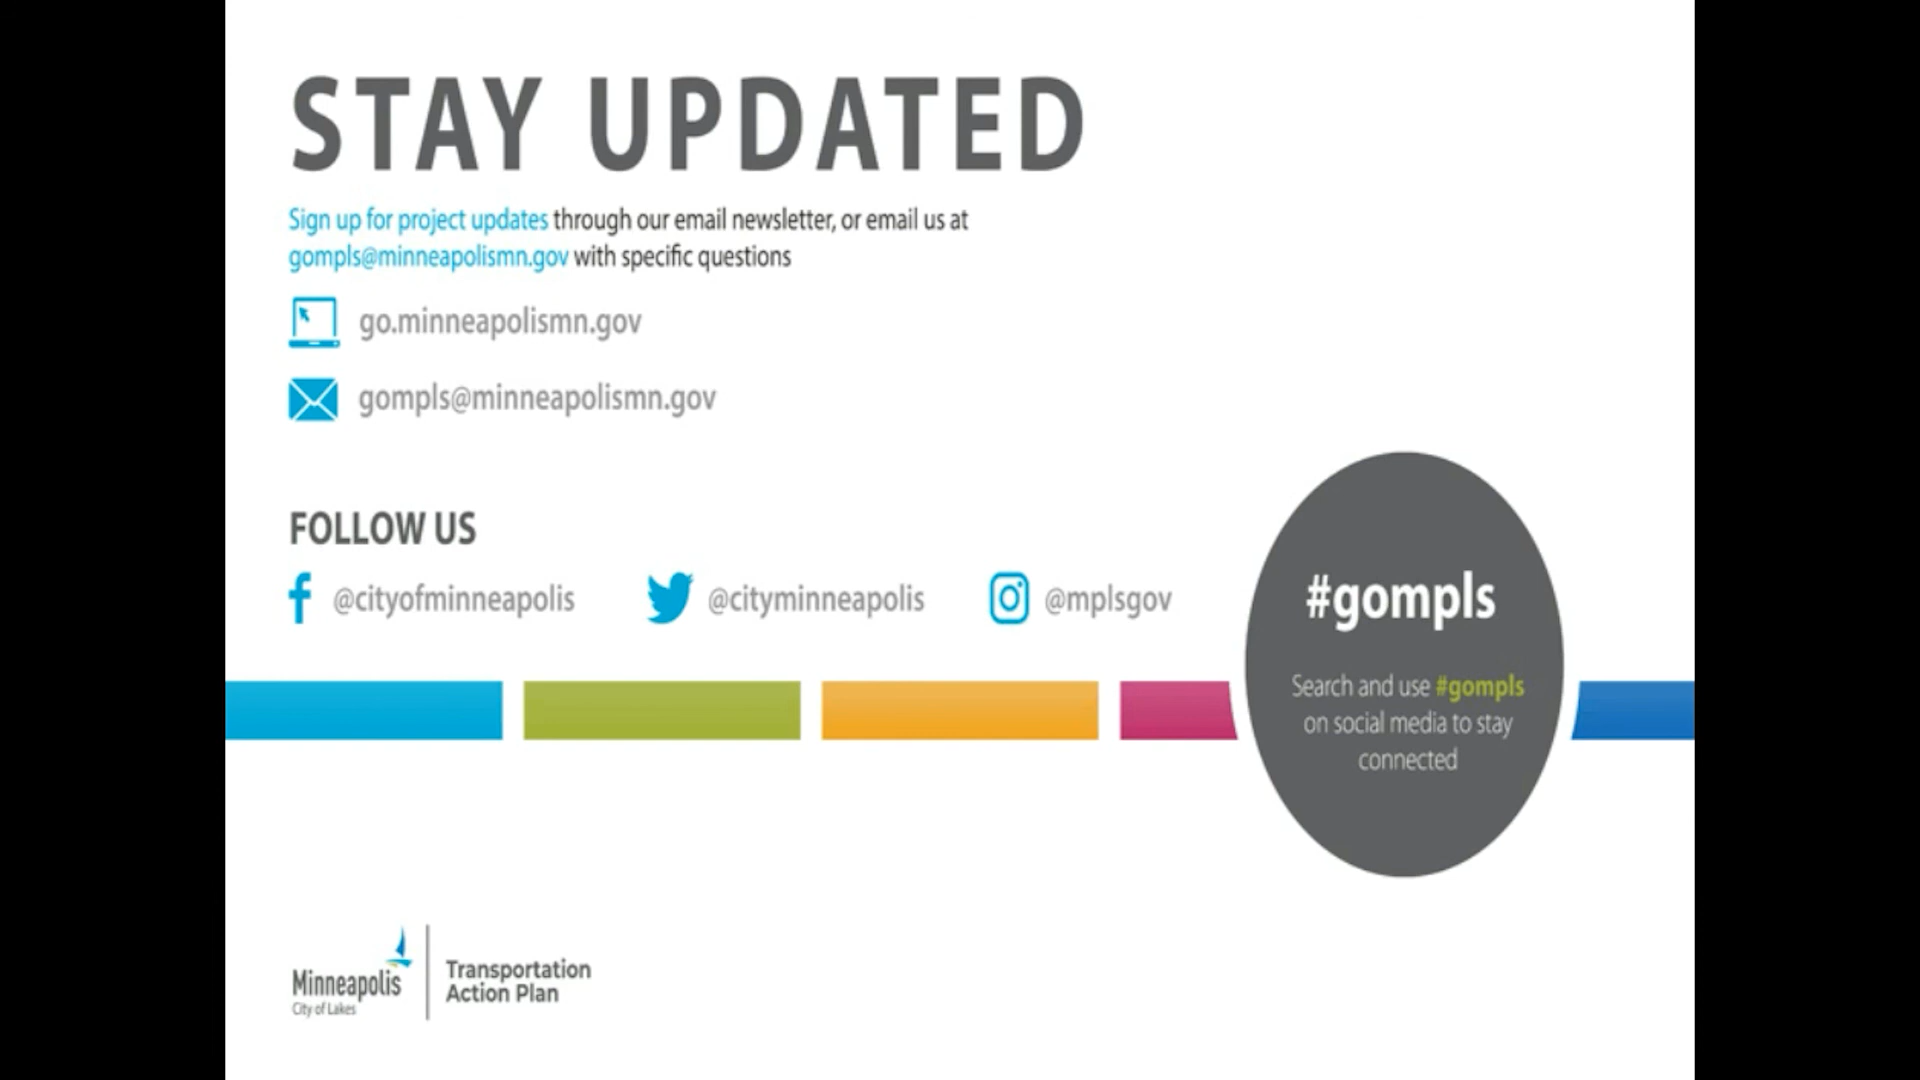 STAY UPDATED
Sign up for project updates through our email newsletter, or email us at
gompls@minneapolismn.gov with specific questions
go.minneapolismn.gov
gompls@minneapolismn.gov
FOLLOW US
@cityofminneapolis @cityminneapolis @mplsgov
#gompls
Search and use #gompls
on social media to stay
connected
Minneapolis
City of Lakes
Transportation
Action Plan